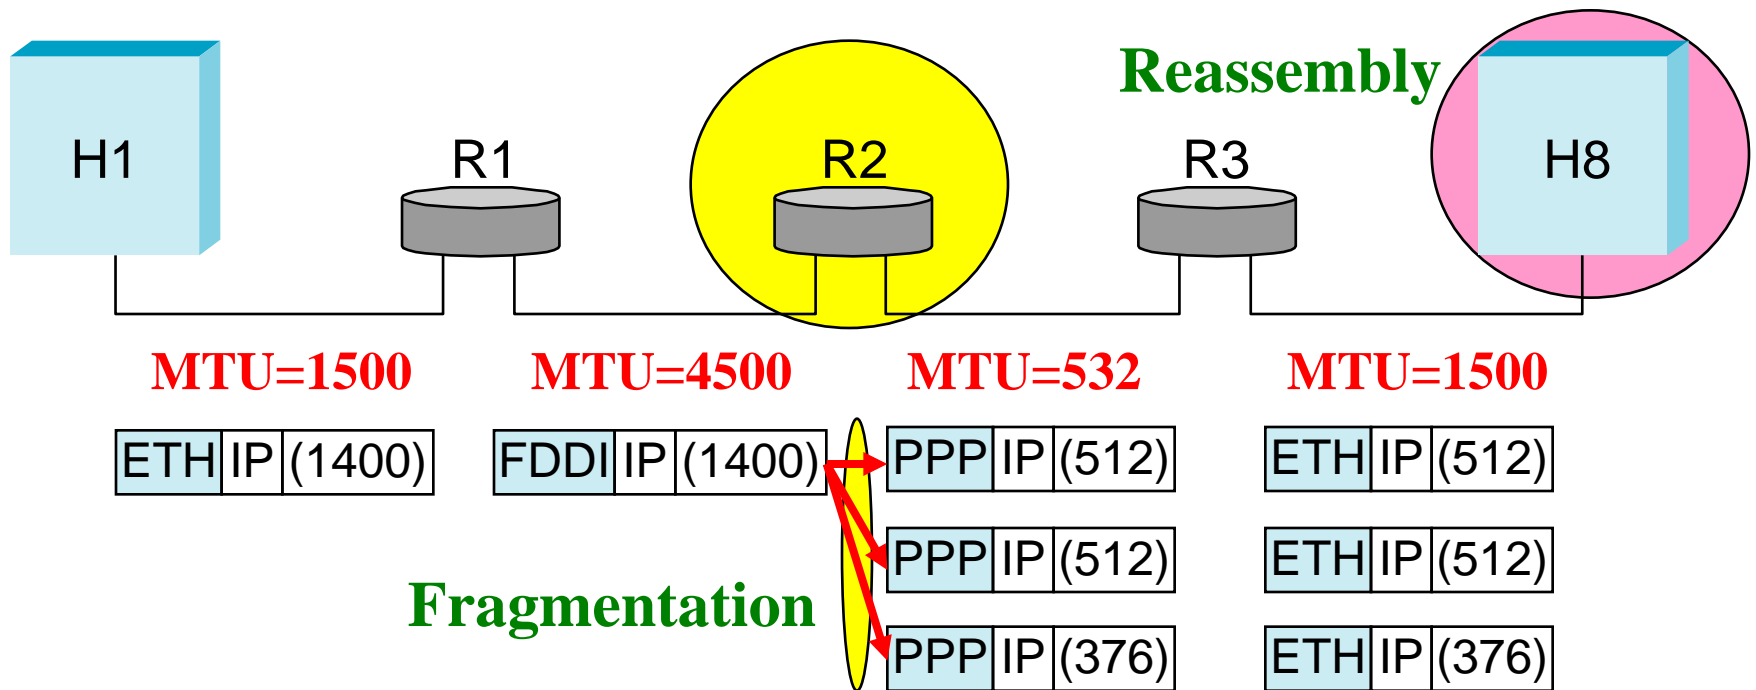 Reassembly
H1
R1
R2
R3
H8
MTU=1500
MTU=4500
MTU=532
MTU=1500
ETH IP (1400)
FDDI IP (1400)
PPP IP (512)
ETH IP (512)
PPP IP (512)
ETH IP (512)
Fragmentation
PPP IP (376)
ETH IP (376)